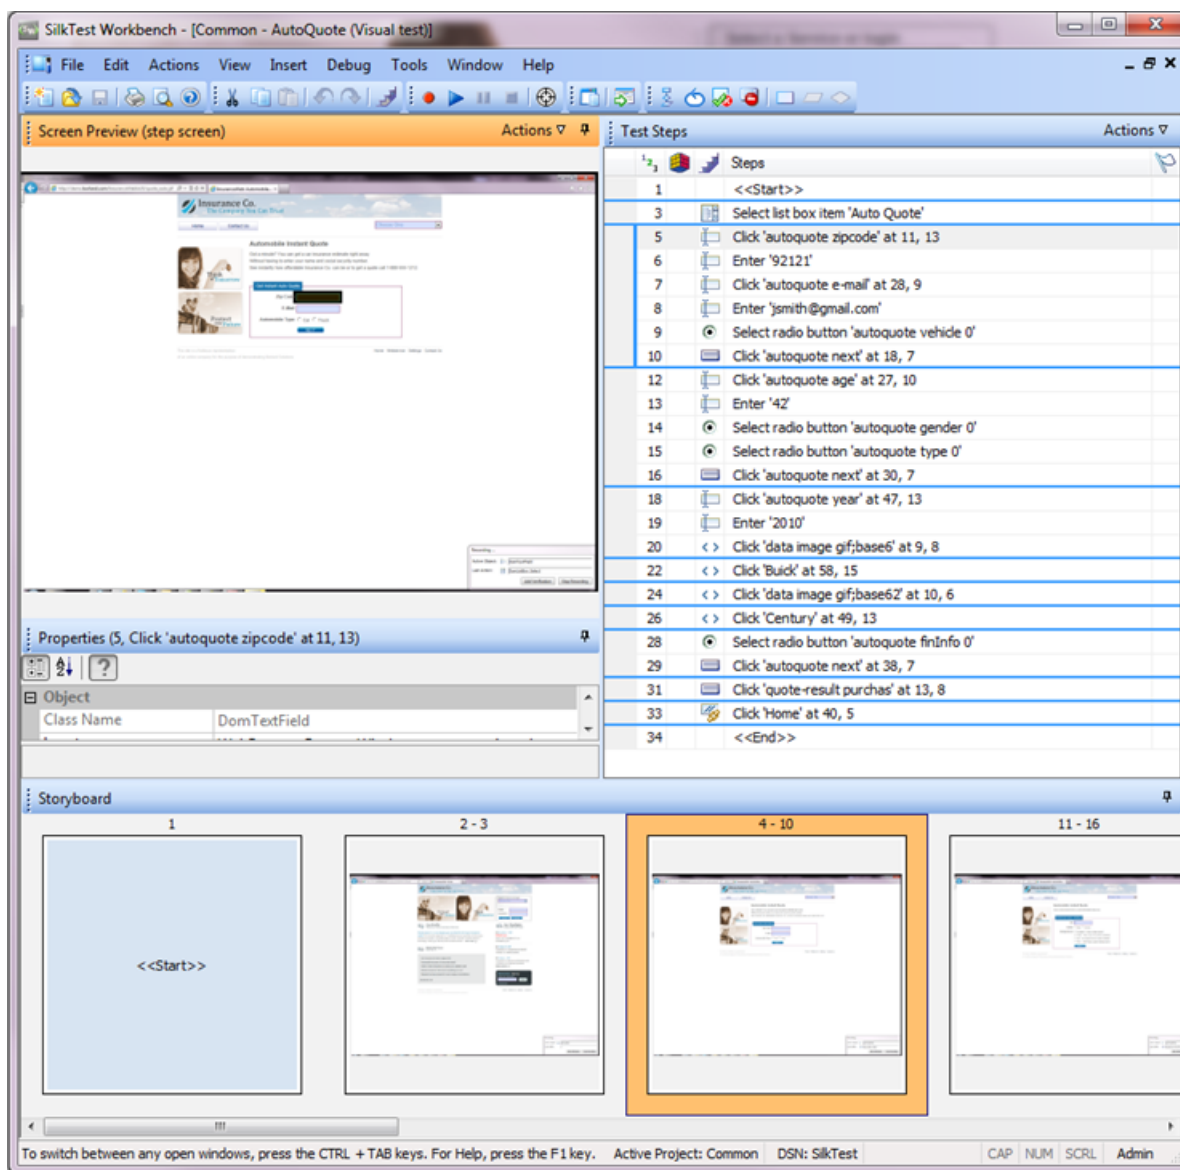 SilkTest Workbench - [Common - AutoQuote (Visual test)]
File Edit Actions View Insert Debug Tools Window Help
Screen Preview (step screen) Actions
Insurance Co.
Automobile Instant Quote
Properties (5, Click 'autoquote zipcode' at 11, 13)
Object
Class Name DomTextField
Test Steps Actions
Steps
1 <<Start>>
3 Select list box item 'Auto Quote'
5 Click 'autoquote zipcode' at 11, 13
6 Enter '92121'
7 Click 'autoquote e-mail' at 28, 9
8 Enter 'jsmith@gmail.com'
9 Select radio button 'autoquote vehicle 0'
10 Click 'autoquote next' at 18, 7
12 Click 'autoquote age' at 27, 10
13 Enter '42'
14 Select radio button 'autoquote gender 0'
15 Select radio button 'autoquote type 0'
16 Click 'autoquote next' at 30, 7
18 Click 'autoquote year' at 47, 13
19 Enter '2010'
20 Click 'data image gif;base6' at 9, 8
22 Click 'Buick' at 58, 15
24 Click 'data image gif;base62' at 10, 6
26 Click 'Century' at 49, 13
28 Select radio button 'autoquote finInfo 0'
29 Click 'autoquote next' at 38, 7
31 Click 'quote-result purchas' at 13, 8
33 Click 'Home' at 40, 5
34 <<End>>
Storyboard
1 2 - 3 4 - 10 11 - 16
<<Start>>
To switch between any open windows, press the CTRL + TAB keys. For Help, press the F1 key. Active Project: Common DSN: SilkTest CAP NUM SCRL Admin